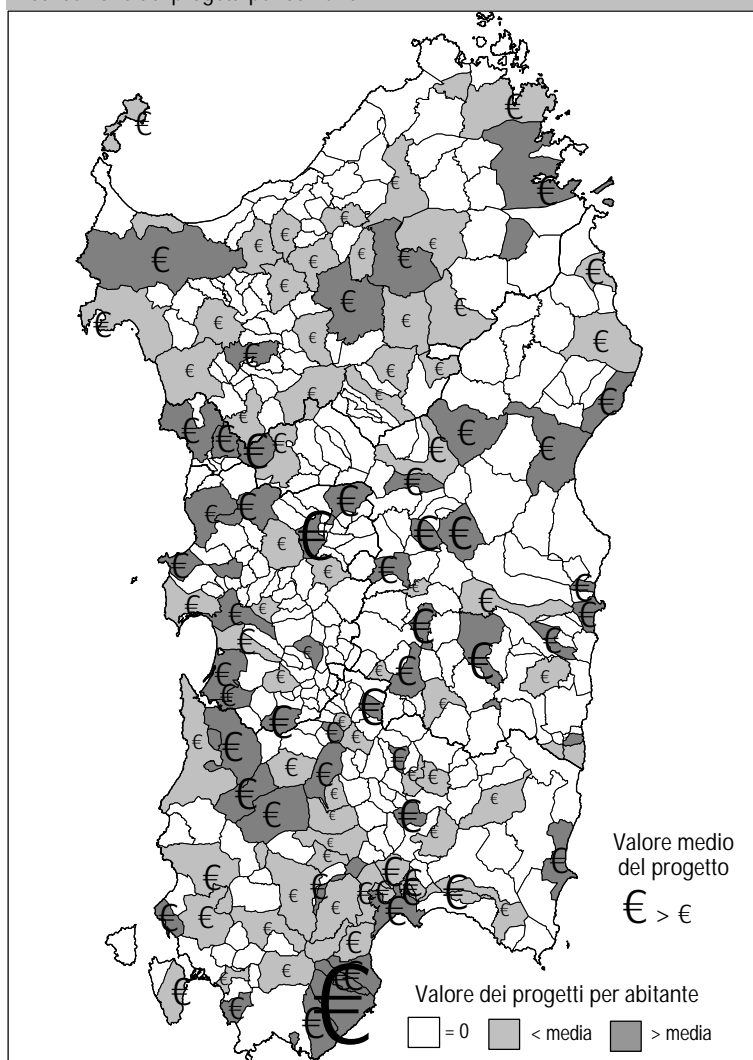 Valore medio
del progetto
€ > €
Valore dei progetti per abitante
= 0
< media
> media